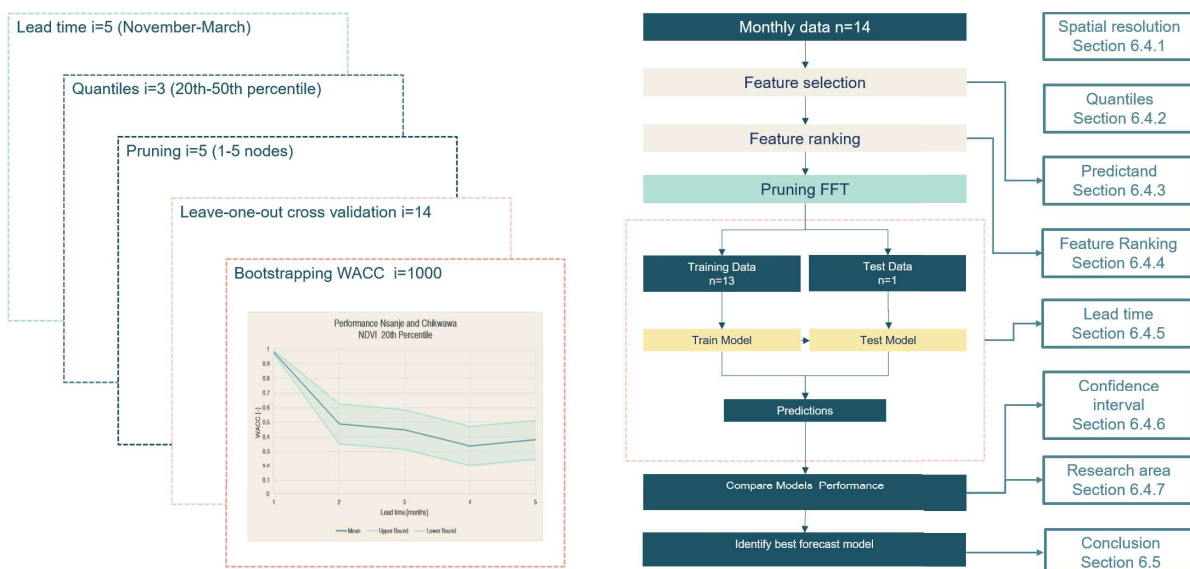 Lead time i=5 (November-March)
Quantiles i=3 (20th-50th percentile)
Pruning i=5 (1-5 nodes)
Leave-one-out cross validation i=14
Bootstrapping WACC i=1000
Performance Nsanje and Chikwawa
NDVI 20th Percentile
WACC [-]
1
0.9
0.8
0.7
0.6
0.5
0.4
0.3
0.2
0.1
0
1
2
3
4
5
Lead time [months]
Mean
Upper Bound
Lower Bound
Monthly data n=14
Feature selection
Feature ranking
Pruning FFT
Training Data
n=13
Test Data
n=1
Train Model
Test Model
Predictions
Compare Models Performance
Identify best forecast model
Spatial resolution
Section 6.4.1
Quantiles
Section 6.4.2
Predictand
Section 6.4.3
Feature Ranking
Section 6.4.4
Lead time
Section 6.4.5
Confidence
interval
Section 6.4.6
Research area
Section 6.4.7
Conclusion
Section 6.5